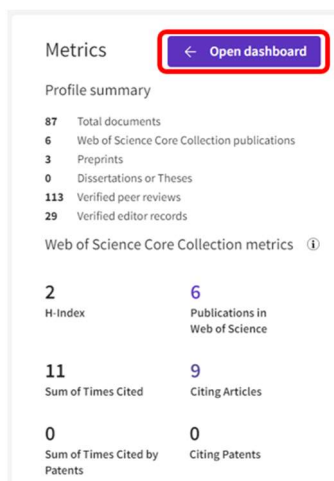 Metrics
← Open dashboard
Profile summary
87 Total documents
6 Web of Science Core Collection publications
3 Preprints
0 Dissertations or Theses
113 Verified peer reviews
29 Verified editor records
Web of Science Core Collection metrics
2
H-Index
6
Publications in
Web of Science
11
Sum of Times Cited
9
Citing Articles
0
Sum of Times Cited by
Patents
0
Citing Patents